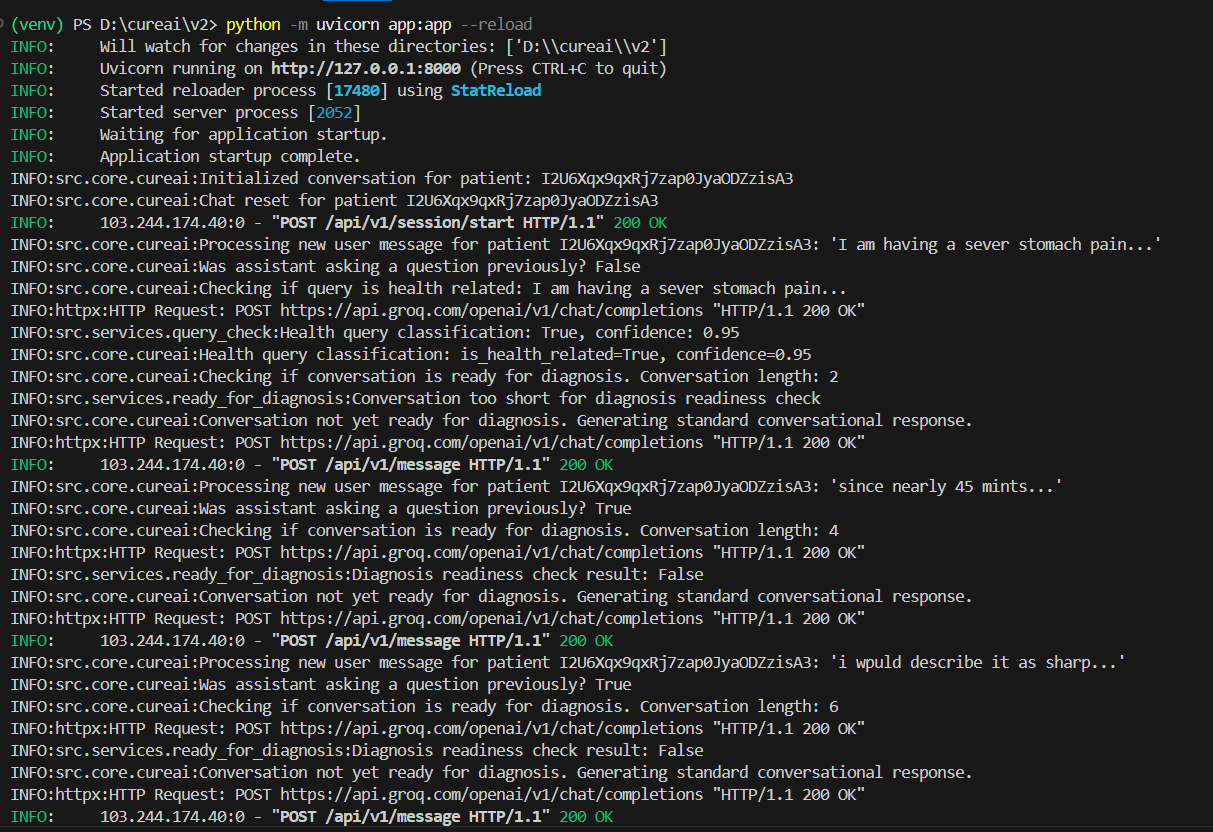 (venv) PS D:\cureai\v2> python -m uvicorn app:app --reload
INFO:     Will watch for changes in these directories: ['D:\\cureai\\v2']
INFO:     Uvicorn running on http://127.0.0.1:8000 (Press CTRL+C to quit)
INFO:     Started reloader process [17480] using StatReload
INFO:     Started server process [2052]
INFO:     Waiting for application startup.
INFO:     Application startup complete.
INFO:src.core.cureai:Initialized conversation for patient: I2U6Xqx9qxRj7zap0JyaODZzisA3
INFO:src.core.cureai:Chat reset for patient I2U6Xqx9qxRj7zap0JyaODZzisA3
INFO:     103.244.174.40:0 - "POST /api/v1/session/start HTTP/1.1" 200 OK
INFO:src.core.cureai:Processing new user message for patient I2U6Xqx9qxRj7zap0JyaODZzisA3: 'I am having a sever stomach pain...'
INFO:src.core.cureai:Was assistant asking a question previously? False
INFO:src.core.cureai:Checking if query is health related: I am having a sever stomach pain...
INFO:httpx:HTTP Request: POST https://api.groq.com/openai/v1/chat/completions "HTTP/1.1 200 OK"
INFO:src.services.query_check:Health query classification: True, confidence: 0.95
INFO:src.core.cureai:Health query classification: is_health_related=True, confidence=0.95
INFO:src.core.cureai:Checking if conversation is ready for diagnosis. Conversation length: 2
INFO:src.services.ready_for_diagnosis:Conversation too short for diagnosis readiness check
INFO:src.core.cureai:Conversation not yet ready for diagnosis. Generating standard conversational response.
INFO:httpx:HTTP Request: POST https://api.groq.com/openai/v1/chat/completions "HTTP/1.1 200 OK"
INFO:     103.244.174.40:0 - "POST /api/v1/message HTTP/1.1" 200 OK
INFO:src.core.cureai:Processing new user message for patient I2U6Xqx9qxRj7zap0JyaODZzisA3: 'since nearly 45 mints...'
INFO:src.core.cureai:Was assistant asking a question previously? True
INFO:src.core.cureai:Checking if conversation is ready for diagnosis. Conversation length: 4
INFO:httpx:HTTP Request: POST https://api.groq.com/openai/v1/chat/completions "HTTP/1.1 200 OK"
INFO:src.services.ready_for_diagnosis:Diagnosis readiness check result: False
INFO:src.core.cureai:Conversation not yet ready for diagnosis. Generating standard conversational response.
INFO:httpx:HTTP Request: POST https://api.groq.com/openai/v1/chat/completions "HTTP/1.1 200 OK"
INFO:     103.244.174.40:0 - "POST /api/v1/message HTTP/1.1" 200 OK
INFO:src.core.cureai:Processing new user message for patient I2U6Xqx9qxRj7zap0JyaODZzisA3: 'i wpuld describe it as sharp...'
INFO:src.core.cureai:Was assistant asking a question previously? True
INFO:src.core.cureai:Checking if conversation is ready for diagnosis. Conversation length: 6
INFO:httpx:HTTP Request: POST https://api.groq.com/openai/v1/chat/completions "HTTP/1.1 200 OK"
INFO:src.services.ready_for_diagnosis:Diagnosis readiness check result: False
INFO:src.core.cureai:Conversation not yet ready for diagnosis. Generating standard conversational response.
INFO:httpx:HTTP Request: POST https://api.groq.com/openai/v1/chat/completions "HTTP/1.1 200 OK"
INFO:     103.244.174.40:0 - "POST /api/v1/message HTTP/1.1" 200 OK